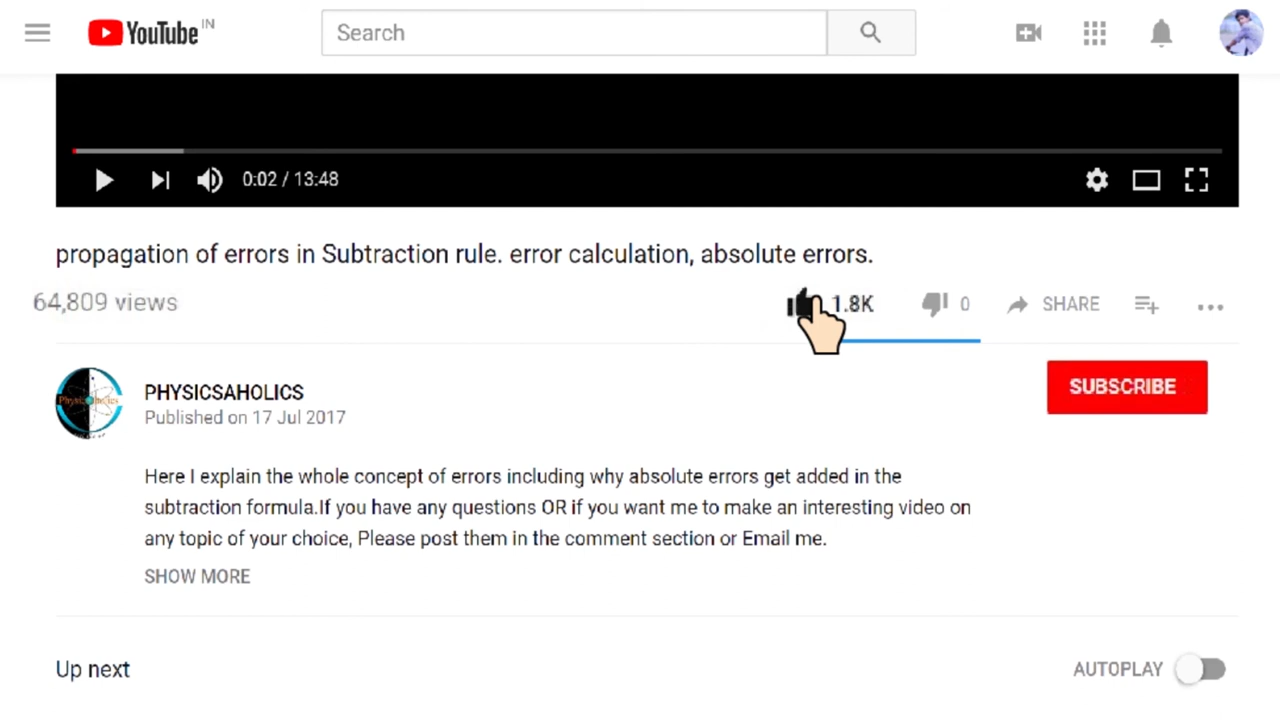 YouTube IN
Search
0:02 / 13:48
propagation of errors in Subtraction rule. error calculation, absolute errors.
64,809 views
1.8K
0
SHARE
PHYSICSAHOLICS
SUBSCRIBE
Published on 17 Jul 2017
Here I explain the whole concept of errors including why absolute errors get added in the
subtraction formula.If you have any questions OR if you want me to make an interesting video on
any topic of your choice, Please post them in the comment section or Email me.
SHOW MORE
Up next
AUTOPLAY